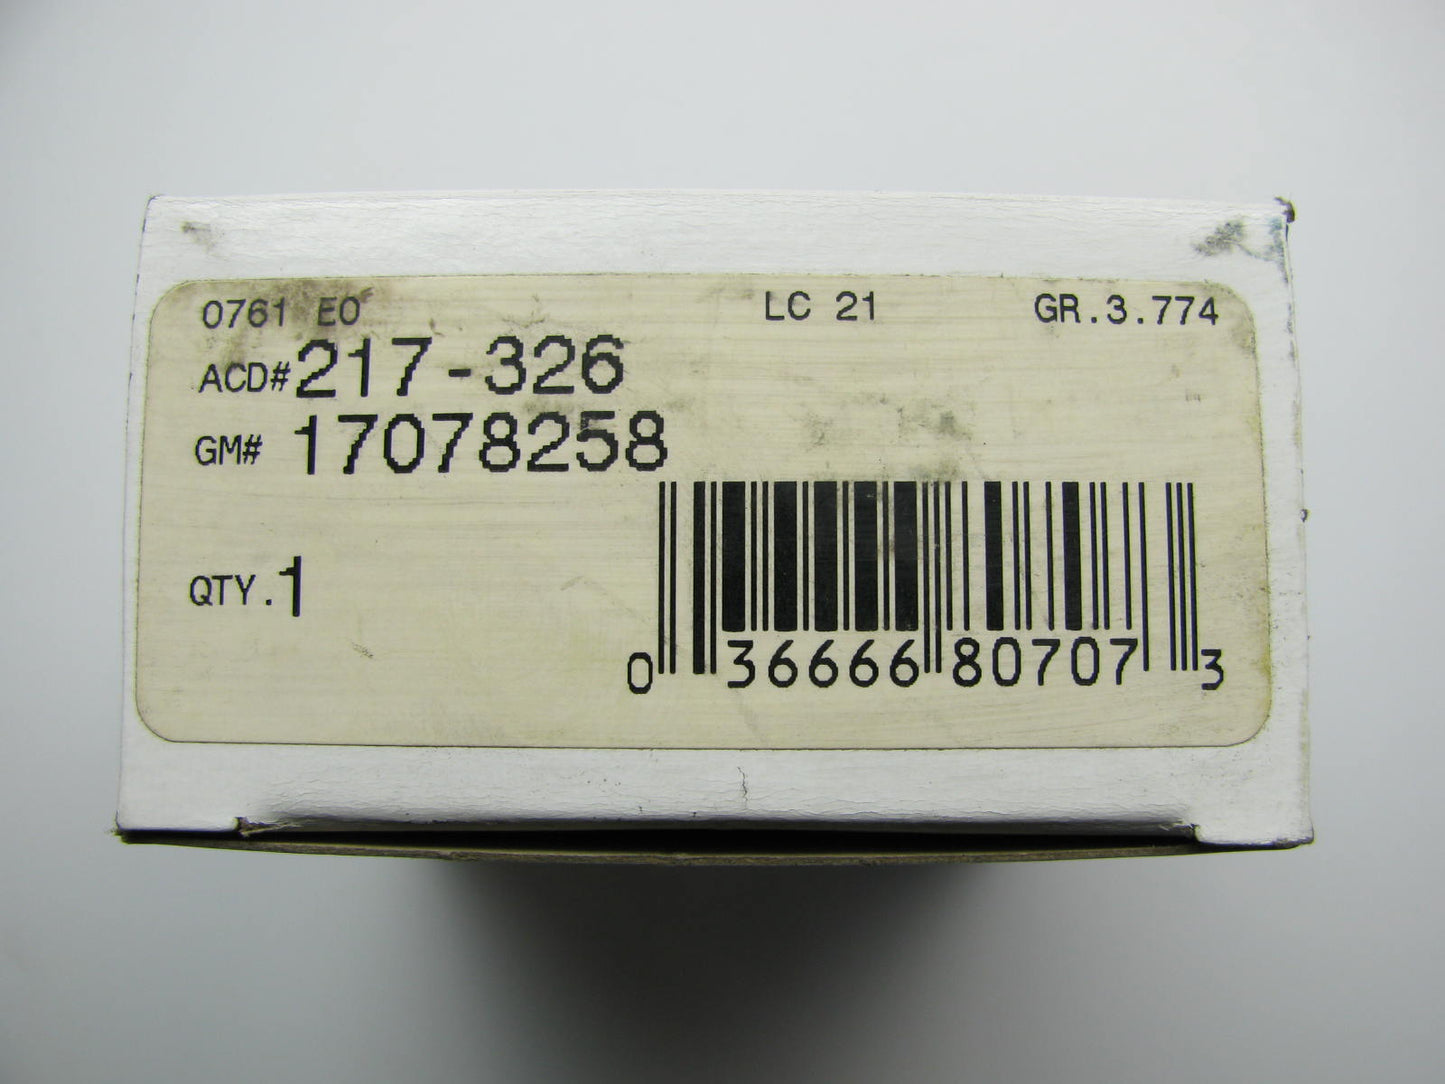 0761 E0 LC 21 GR.3.774
ACD# 217-326
GM# 17078258
QTY. 1
0 36666 80707 3